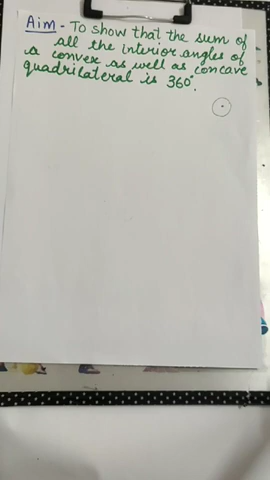 Aim - To show that the sum of
all the interior angles of
a convex as well as concave
quadrilateral is 360°.